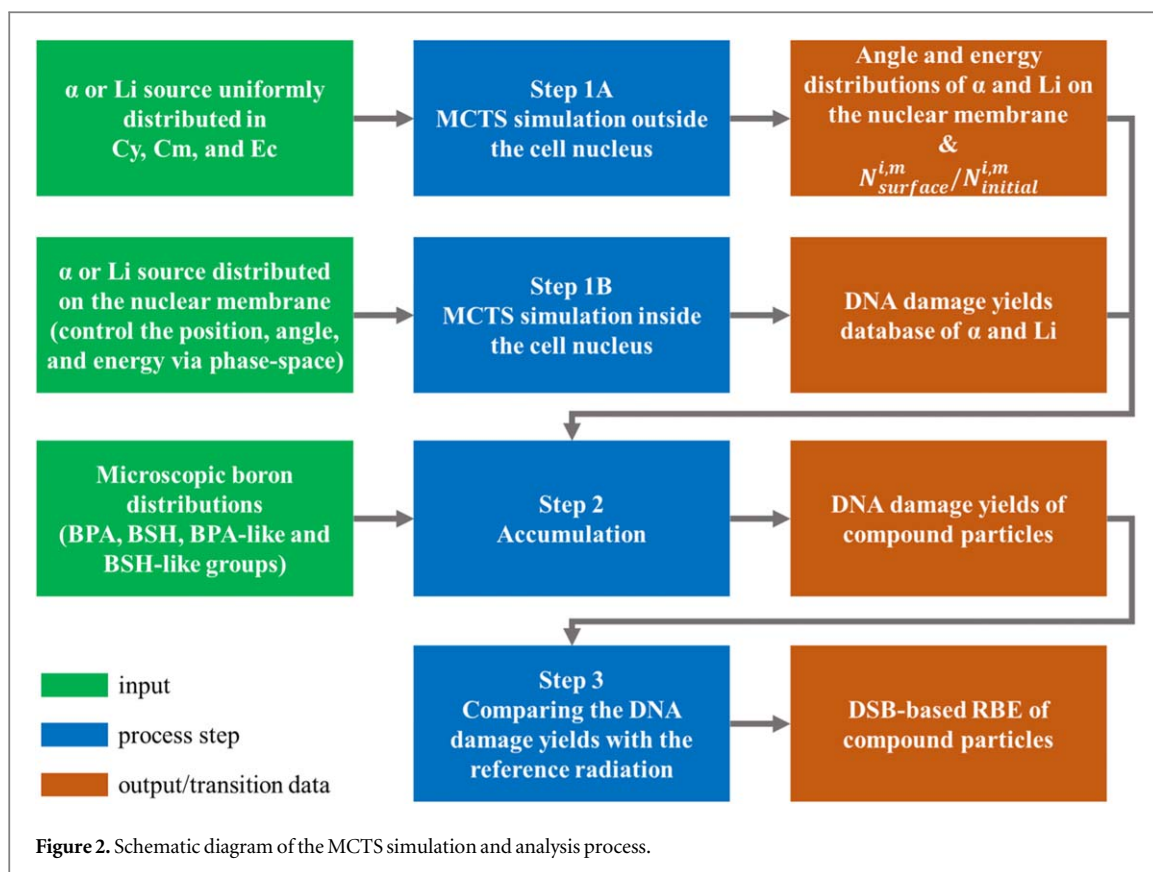 α or Li source uniformly
distributed in
Cy, Cm, and Ec
Step 1A
MCTS simulation outside
the cell nucleus
Angle and energy
distributions of α and Li on
the nuclear membrane
&
N^{i,m}_{surface}/N^{i,m}_{initial}
α or Li source distributed
on the nuclear membrane
(control the position, angle,
and energy via phase-space)
Step 1B
MCTS simulation inside
the cell nucleus
DNA damage yields
database of α and Li
Microscopic boron
distributions
(BPA, BSH, BPA-like and
BSH-like groups)
Step 2
Accumulation
DNA damage yields of
compound particles
input
process step
output/transition data
Step 3
Comparing the DNA
damage yields with the
reference radiation
DSB-based RBE of
compound particles
Figure 2. Schematic diagram of the MCTS simulation and analysis process.